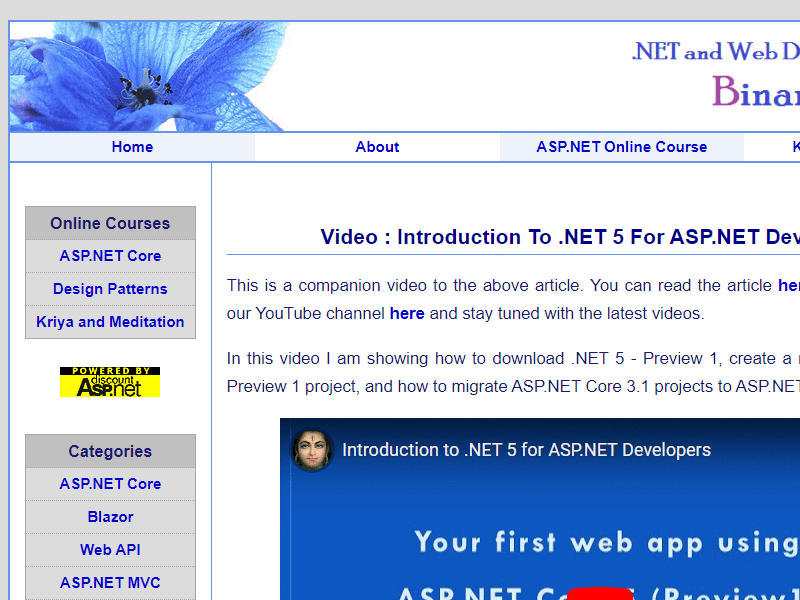 .NET and Web D
Binar
Home
About
ASP.NET Online Course
K
Online Courses
ASP.NET Core
Design Patterns
Kriya and Meditation
POWERED BY
discount
ASP.net
Categories
ASP.NET Core
Blazor
Web API
ASP.NET MVC
Video : Introduction To .NET 5 For ASP.NET Dev
This is a companion video to the above article. You can read the article her
our YouTube channel here and stay tuned with the latest videos.
In this video I am showing how to download .NET 5 - Preview 1, create a n
Preview 1 project, and how to migrate ASP.NET Core 3.1 projects to ASP.NET
Introduction to .NET 5 for ASP.NET Developers
Your first web app using
ASP.NET (Preview1